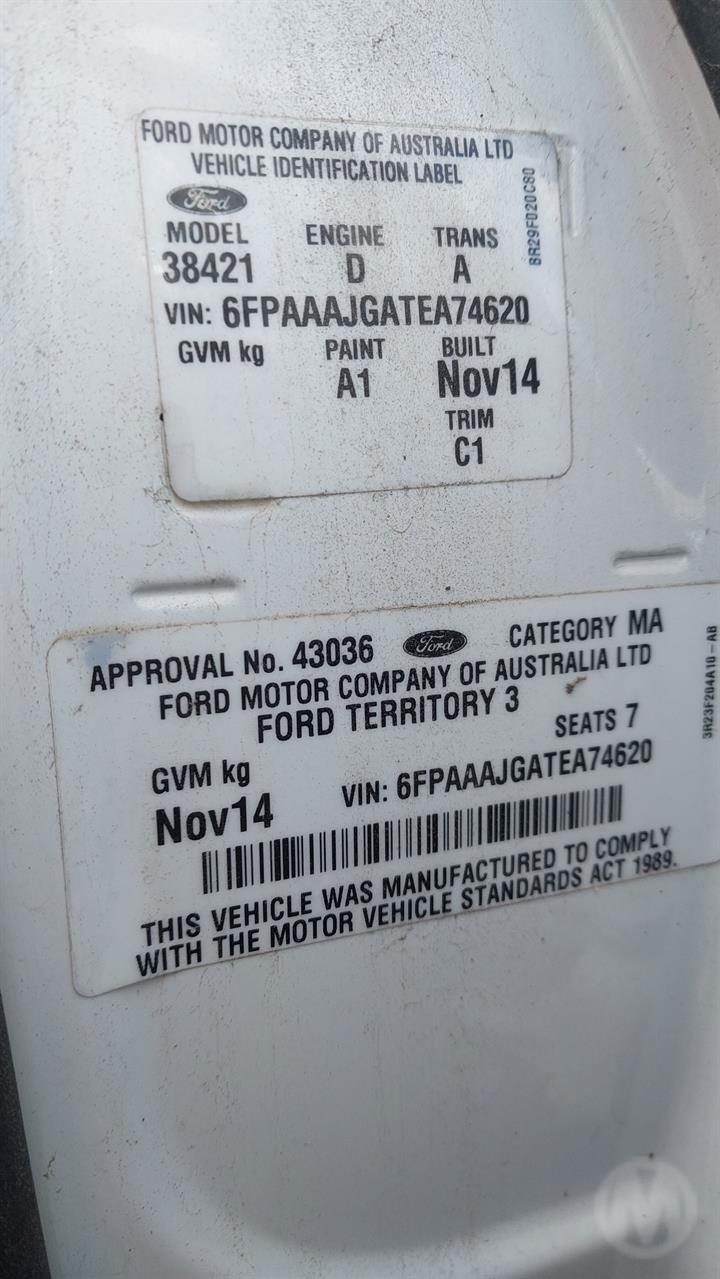 FORD MOTOR COMPANY OF AUSTRALIA LTD
VEHICLE IDENTIFICATION LABEL
Ford
MODEL ENGINE TRANS
38421 D A
VIN: 6FPAAAJGATEA74620
GVM kg PAINT BUILT
A1 Nov14
TRIM
C1
8R29F020C80
APPROVAL No. 43036 Ford CATEGORY MA
FORD MOTOR COMPANY OF AUSTRALIA LTD
FORD TERRITORY 3
SEATS 7
GVM kg
Nov14 VIN: 6FPAAAJGATEA74620
THIS VEHICLE WAS MANUFACTURED TO COMPLY
WITH THE MOTOR VEHICLE STANDARDS ACT 1989.
3R23F204A10-AB
M